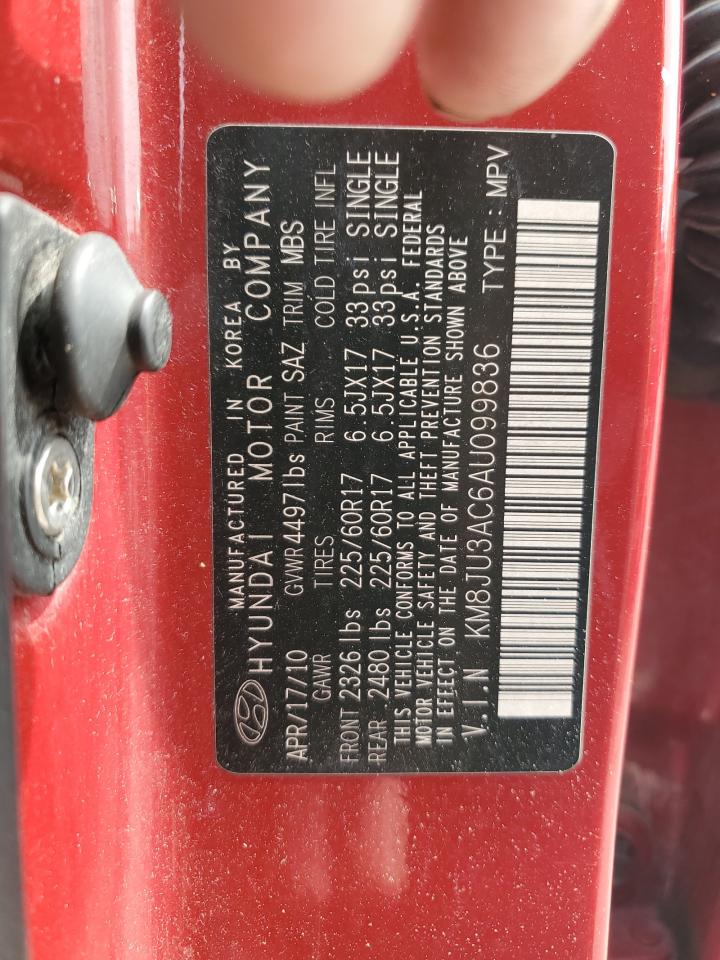 MANUFACTURED IN KOREA BY
HYUNDAI MOTOR COMPANY
APR/17/10 GVWR 4497lbs PAINT SAZ TRIM MBS
GAWR TIRES RIMS COLD TIRE INFL
FRONT 2326 lbs 225/60R17 6.5JX17 33psi SINGLE
REAR 2480 lbs 225/60R17 6.5JX17 33psi SINGLE
THIS VEHICLE CONFORMS TO ALL APPLICABLE U.S.A. FEDERAL
MOTOR VEHICLE SAFETY AND THEFT PREVENTION STANDARDS
IN EFFECT ON THE DATE OF MANUFACTURE SHOWN ABOVE
V.I.N KM8JU3AC6AU099836 TYPE : MPV